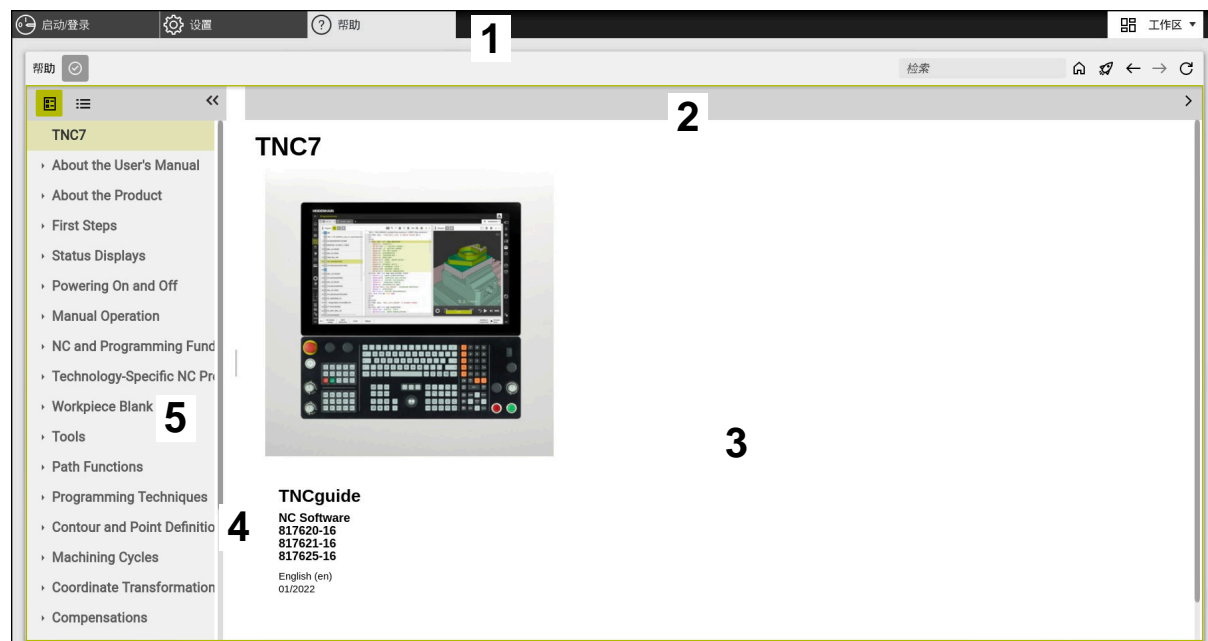 启动/登录
设置
帮助
1
工作区
帮助
检索
2
TNC7
About the User's Manual
About the Product
First Steps
Status Displays
Powering On and Off
Manual Operation
NC and Programming Fund
Technology-Specific NC Pr
Workpiece Blank
5
Tools
Path Functions
Programming Techniques
Contour and Point Definitio
4
Machining Cycles
Coordinate Transformation
Compensations
TNC7
3
TNCguide
NC Software
817620-16
817621-16
817625-16
English (en)
01/2022